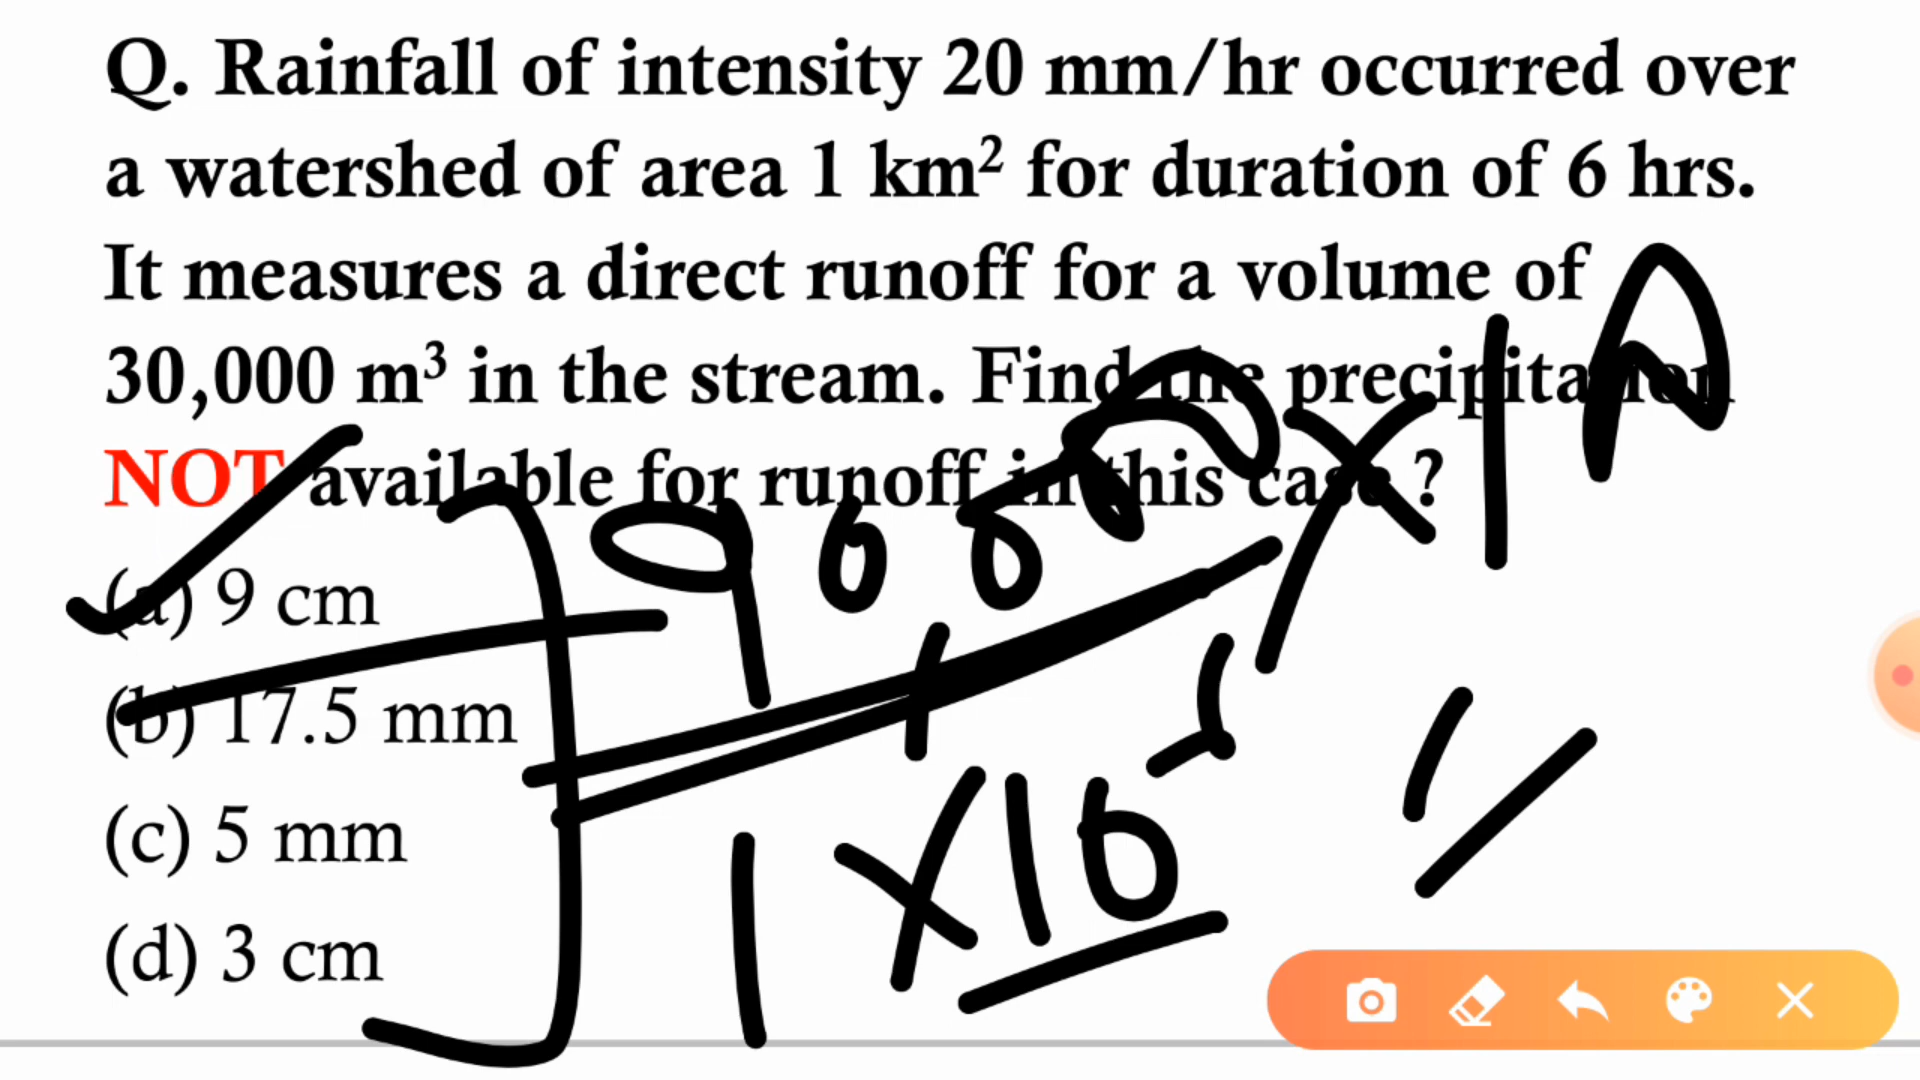 Q. Rainfall of intensity 20 mm/hr occurred over
a watershed of area 1 km² for duration of 6 hrs.
It measures a direct runoff for a volume of
30,000 m³ in the stream. Find the precipitation
NOT available for runoff in this case ?
(a) 9 cm
(b) 17.5 mm
(c) 5 mm
(d) 3 cm
1 × 10